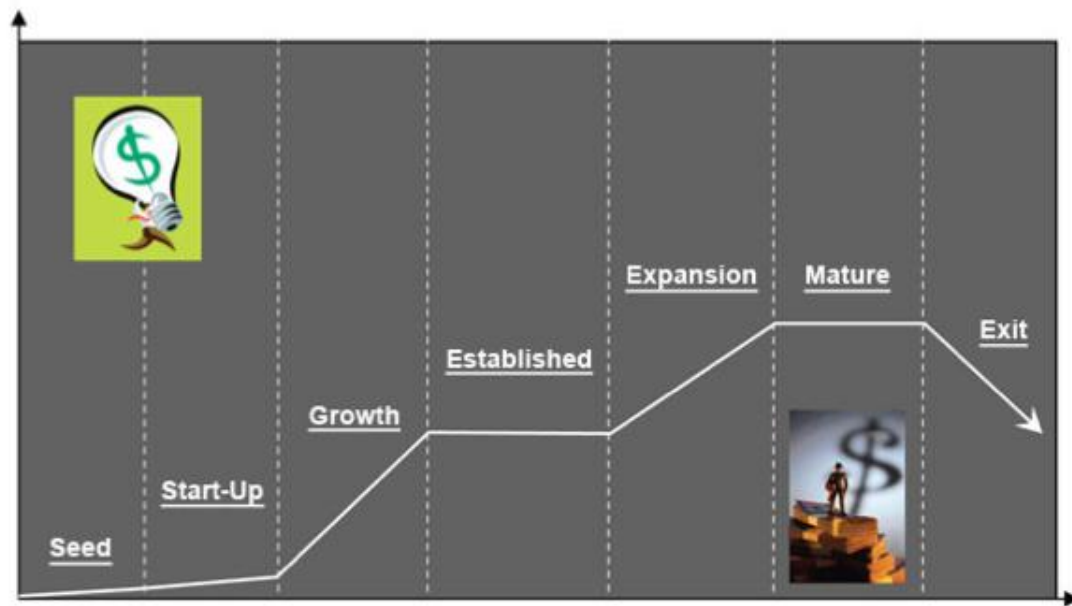 Seed
Start-Up
Growth
Established
Expansion
Mature
Exit
$
$